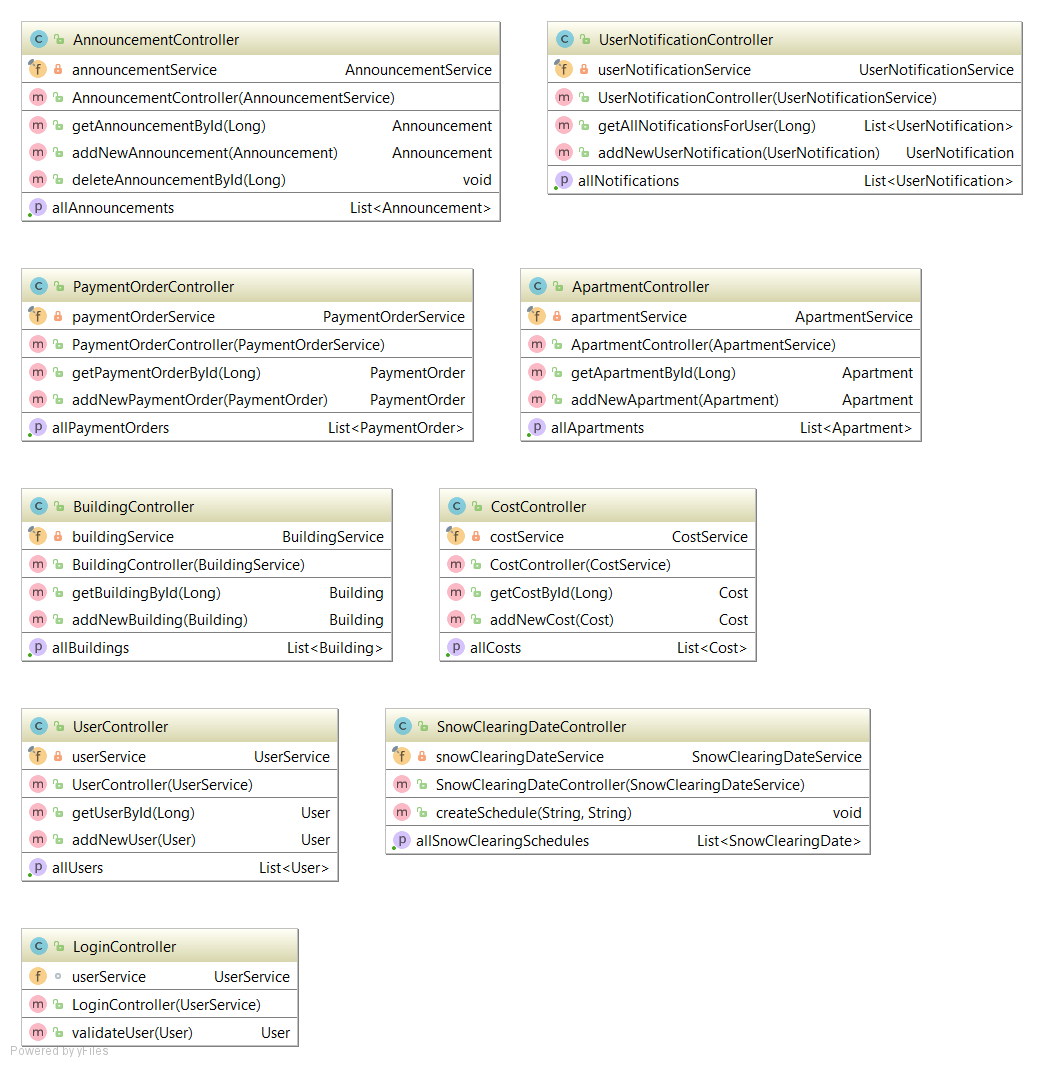 C AnnouncementController
f announcementService AnnouncementService
m AnnouncementController(AnnouncementService)
m getAnnouncementById(Long) Announcement
m addNewAnnouncement(Announcement) Announcement
m deleteAnnouncementById(Long) void
p allAnnouncements List<Announcement>
C UserNotificationController
f userNotificationService UserNotificationService
m UserNotificationController(UserNotificationService)
m getAllNotificationsForUser(Long) List<UserNotification>
m addNewUserNotification(UserNotification) UserNotification
p allNotifications List<UserNotification>
C PaymentOrderController
f paymentOrderService PaymentOrderService
m PaymentOrderController(PaymentOrderService)
m getPaymentOrderById(Long) PaymentOrder
m addNewPaymentOrder(PaymentOrder) PaymentOrder
p allPaymentOrders List<PaymentOrder>
C ApartmentController
f apartmentService ApartmentService
m ApartmentController(ApartmentService)
m getApartmentById(Long) Apartment
m addNewApartment(Apartment) Apartment
p allApartments List<Apartment>
C BuildingController
f buildingService BuildingService
m BuildingController(BuildingService)
m getBuildingById(Long) Building
m addNewBuilding(Building) Building
p allBuildings List<Building>
C CostController
f costService CostService
m CostController(CostService)
m getCostById(Long) Cost
m addNewCost(Cost) Cost
p allCosts List<Cost>
C UserController
f userService UserService
m UserController(UserService)
m getUserById(Long) User
m addNewUser(User) User
p allUsers List<User>
C SnowClearingDateController
f snowClearingDateService SnowClearingDateService
m SnowClearingDateController(SnowClearingDateService)
m createSchedule(String, String) void
p allSnowClearingSchedules List<SnowClearingDate>
C LoginController
f userService UserService
m LoginController(UserService)
m validateUser(User) User
Powered by yFiles